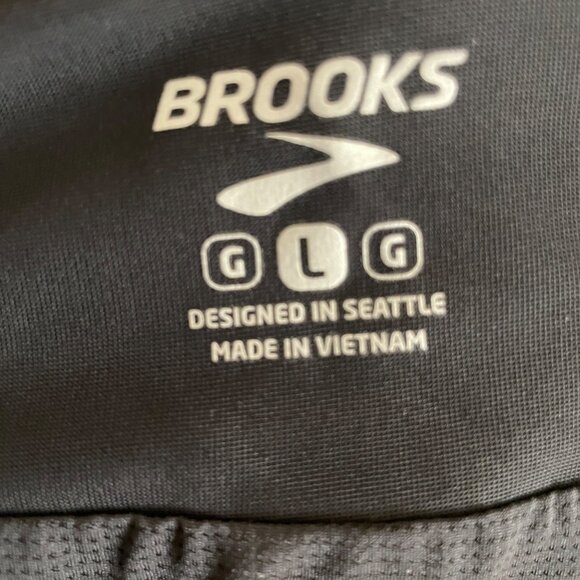 BROOKS
G L G
DESIGNED IN SEATTLE
MADE IN VIETNAM